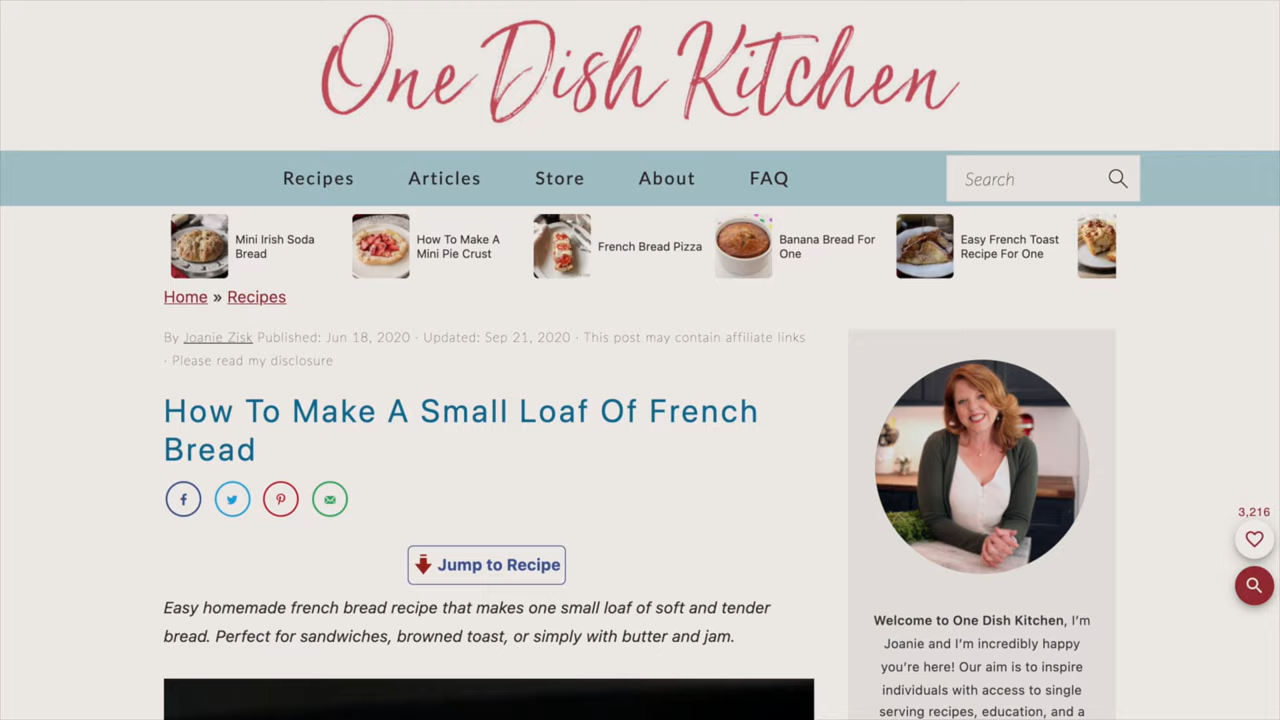 One Dish Kitchen
Recipes Articles Store About FAQ Search
Mini Irish Soda
Bread
How To Make A
Mini Pie Crust
French Bread Pizza
Banana Bread For
One
Easy French Toast
Recipe For One
Home » Recipes
By Joanie Zisk Published: Jun 18, 2020 · Updated: Sep 21, 2020 · This post may contain affiliate links
· Please read my disclosure
How To Make A Small Loaf Of French
Bread
Jump to Recipe
Easy homemade french bread recipe that makes one small loaf of soft and tender
bread. Perfect for sandwiches, browned toast, or simply with butter and jam.
Welcome to One Dish Kitchen, I'm
Joanie and I'm incredibly happy
you're here! Our aim is to inspire
individuals with access to single
serving recipes, education, and a
3,216